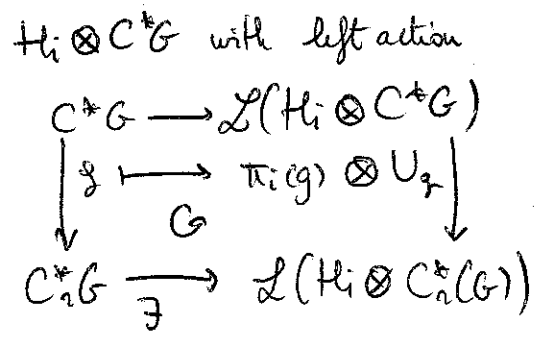 Hi ⊗ C*G with left action
C*G → ℒ(Hi ⊗ C*G)
g ↦ πi(g) ⊗ Ug
G
C*rG → ℒ(Hi ⊗ C*r(G))
∃